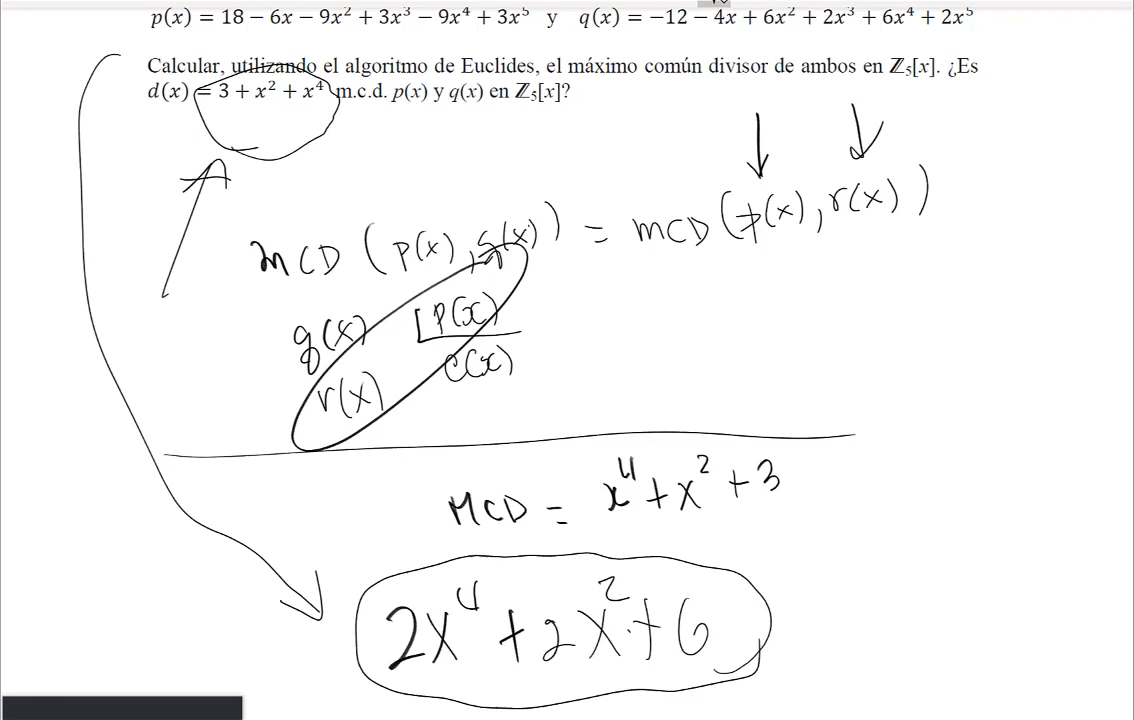 p(x) = 18 − 6x − 9x² + 3x³ − 9x⁴ + 3x⁵ y q(x) = −12 − 4x + 6x² + 2x³ + 6x⁴ + 2x⁵
Calcular, utilizando el algoritmo de Euclides, el máximo común divisor de ambos en ℤ₅[x]. ¿Es
d(x) = 3 + x² + x⁴ m.c.d. p(x) y q(x) en ℤ₅[x]?
MCD (p(x), q(x)) = MCD (p(x), r(x))
q(x) p(x)
r(x) c(x)
MCD = x⁴ + x² + 3
2x⁴ + 2x² + 6